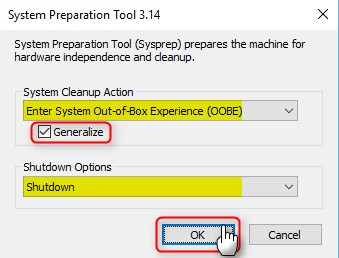 System Preparation Tool 3.14
System Preparation Tool (Sysprep) prepares the machine for
hardware independence and cleanup.
System Cleanup Action
Enter System Out-of-Box Experience (OOBE)
Generalize
Shutdown Options
Shutdown
OK
Cancel